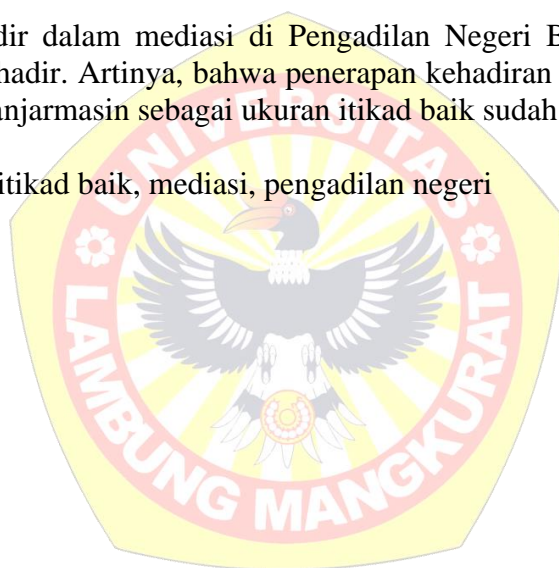 dir dalam mediasi di Pengadilan Negeri B
hadir. Artinya, bahwa penerapan kehadiran
anjarmasin sebagai ukuran itikad baik sudah
itikad baik, mediasi, pengadilan negeri
UNIVERSITAS
LAMBUNG MANGKURAT